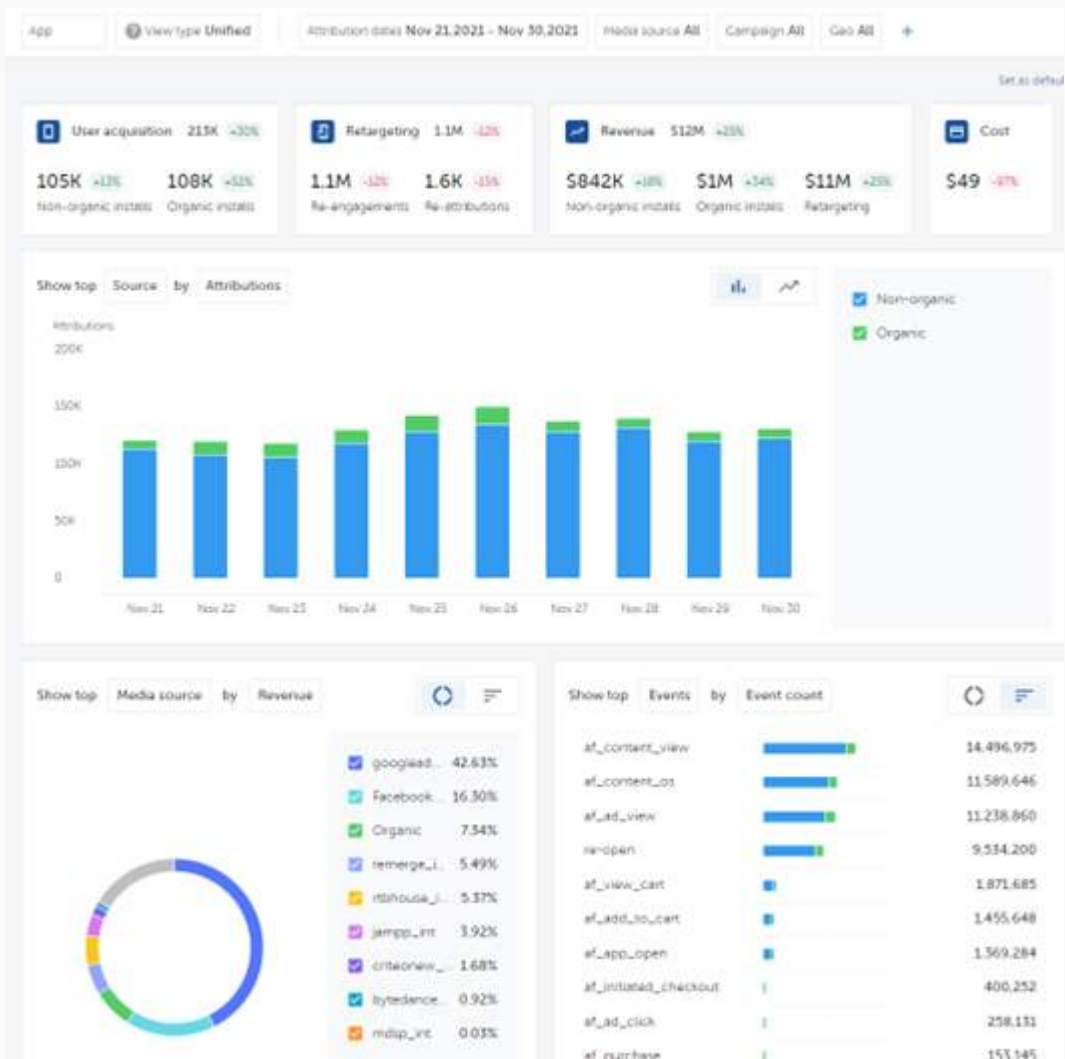 App View type Unified Attribution dates Nov 21,2021 - Nov 30,2021 Media source All Campaign All Geo All +
Set as defaul
User acquisition 213K +30%
105K +13% 108K +52%
Non-organic installs Organic installs
Retargeting 1.1M -12%
1.1M -12% 1.6K -15%
Re-engagements Re-attributions
Revenue $12M +25%
$842K +18% $1M +34% $11M +25%
Non-organic installs Organic installs Retargeting
Cost
$49 -97%
Show top Source by Attributions
Attributions
200K
150K
100K
50K
0
Nov 21 Nov 22 Nov 23 Nov 24 Nov 25 Nov 26 Nov 27 Nov 28 Nov 29 Nov 30
Non-organic
Organic
Show top Media source by Revenue
googlead... 42.63%
Facebook... 16.30%
Organic 7.34%
remerge_i... 5.49%
rtbhouse_i... 5.37%
jampp_int 3.92%
criteonew_... 1.68%
bytedance... 0.92%
mdsp_int 0.03%
Show top Events by Event count
af_content_view 14,496,975
af_content_os 11,589,646
af_ad_view 11,238,860
re-open 9,534,200
af_view_cart 1,871,685
af_add_to_cart 1,455,648
af_app_open 1,369,284
af_initiated_checkout 400,252
af_ad_click 258,131
af_purchase 153,145